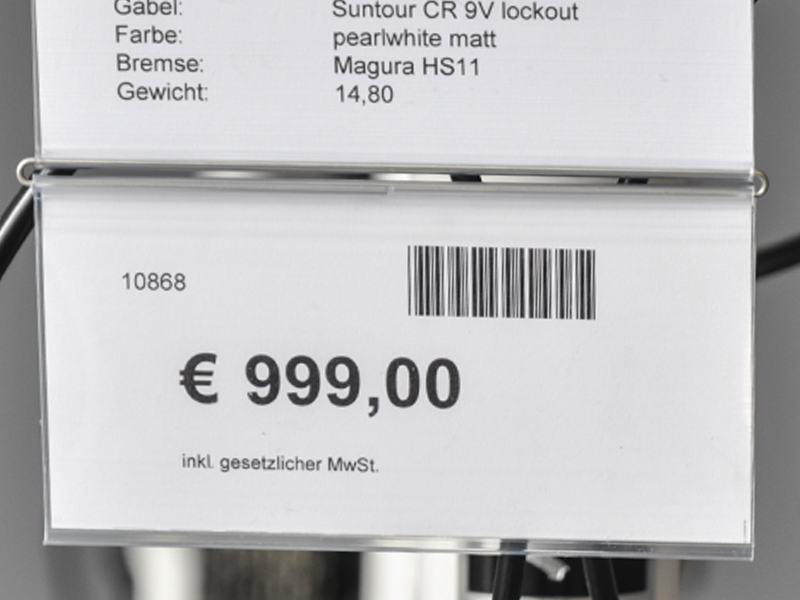 Gabel: Suntour CR 9V lockout
Farbe: pearlwhite matt
Bremse: Magura HS11
Gewicht: 14,80
10868
€ 999,00
inkl. gesetzlicher MwSt.